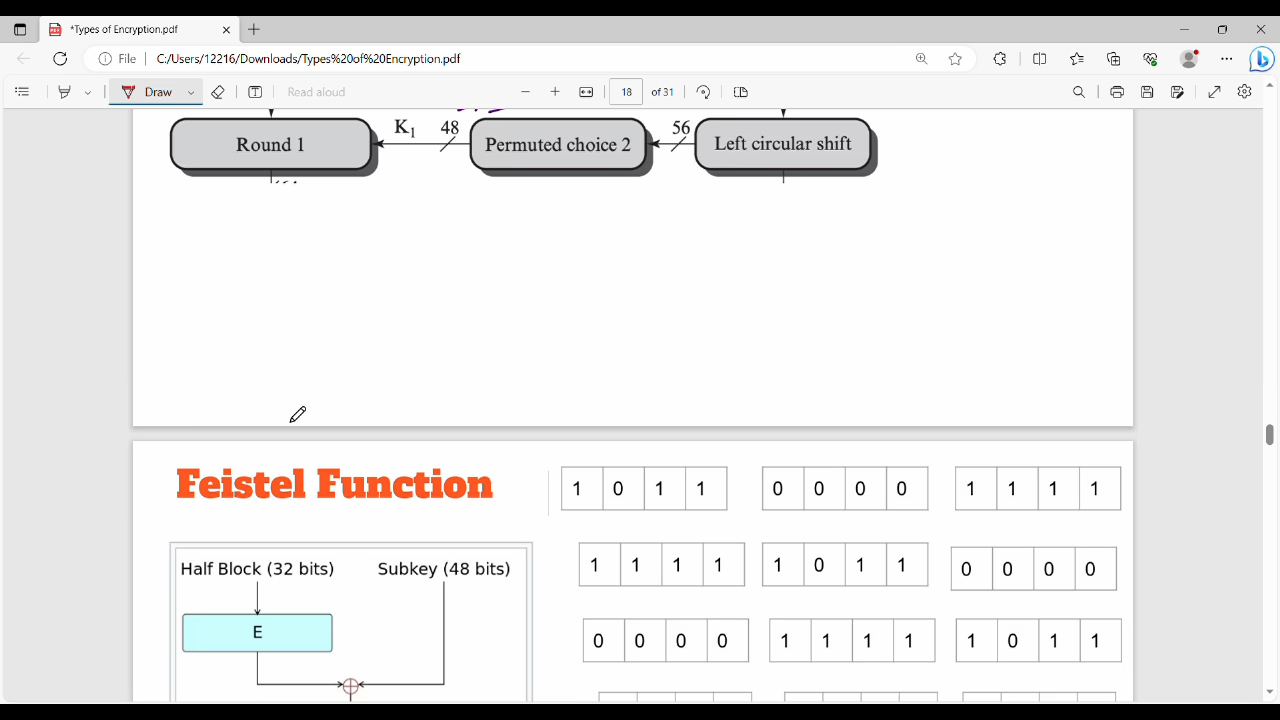 *Types of Encryption.pdf
File
C:/Users/12216/Downloads/Types%20of%20Encryption.pdf
Draw
Read aloud
18 of 31
Round 1
K1
48
Permuted choice 2
56
Left circular shift
Feistel Function
1 0 1 1
0 0 0 0
1 1 1 1
Half Block (32 bits)
Subkey (48 bits)
1 1 1 1
1 0 1 1
0 0 0 0
E
0 0 0 0
1 1 1 1
1 0 1 1